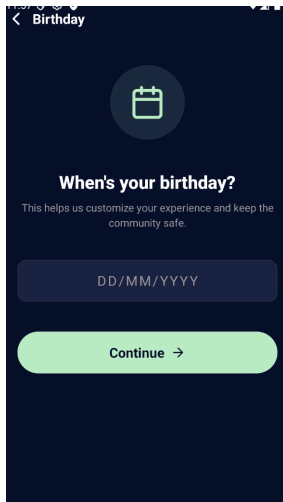 Birthday
When's your birthday?
This helps us customize your experience and keep the
community safe.
DD/MM/YYYY
Continue →